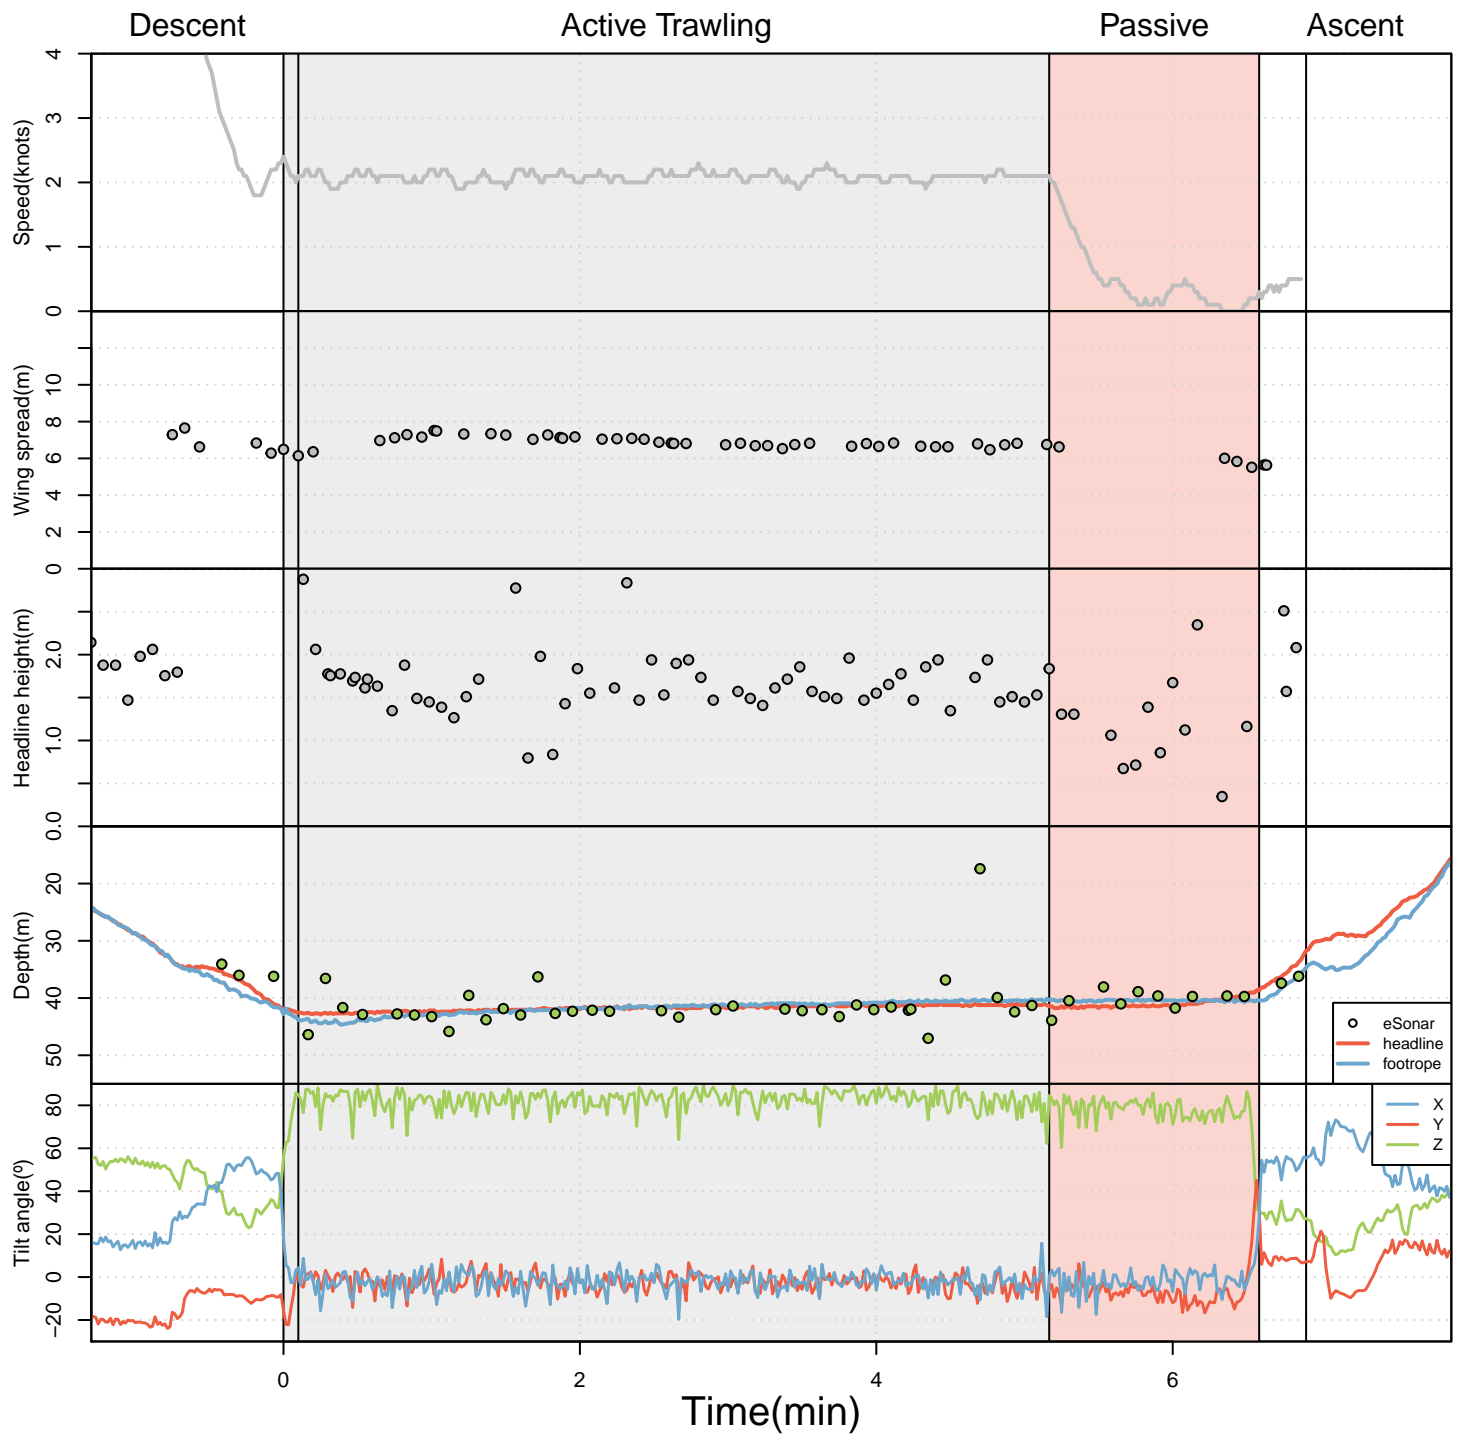 Descent Active Trawling Passive Ascent
Speed(knots)
4
3
2
1
0
Wing spread(m)
10
8
6
4
2
0
Headline height(m)
2.0
1.0
0.0
Depth(m)
20
30
40
50
eSonar
headline
footrope
Tilt angle(º)
80
60
40
20
0
−20
X
Y
Z
0 2 4 6
Time(min)